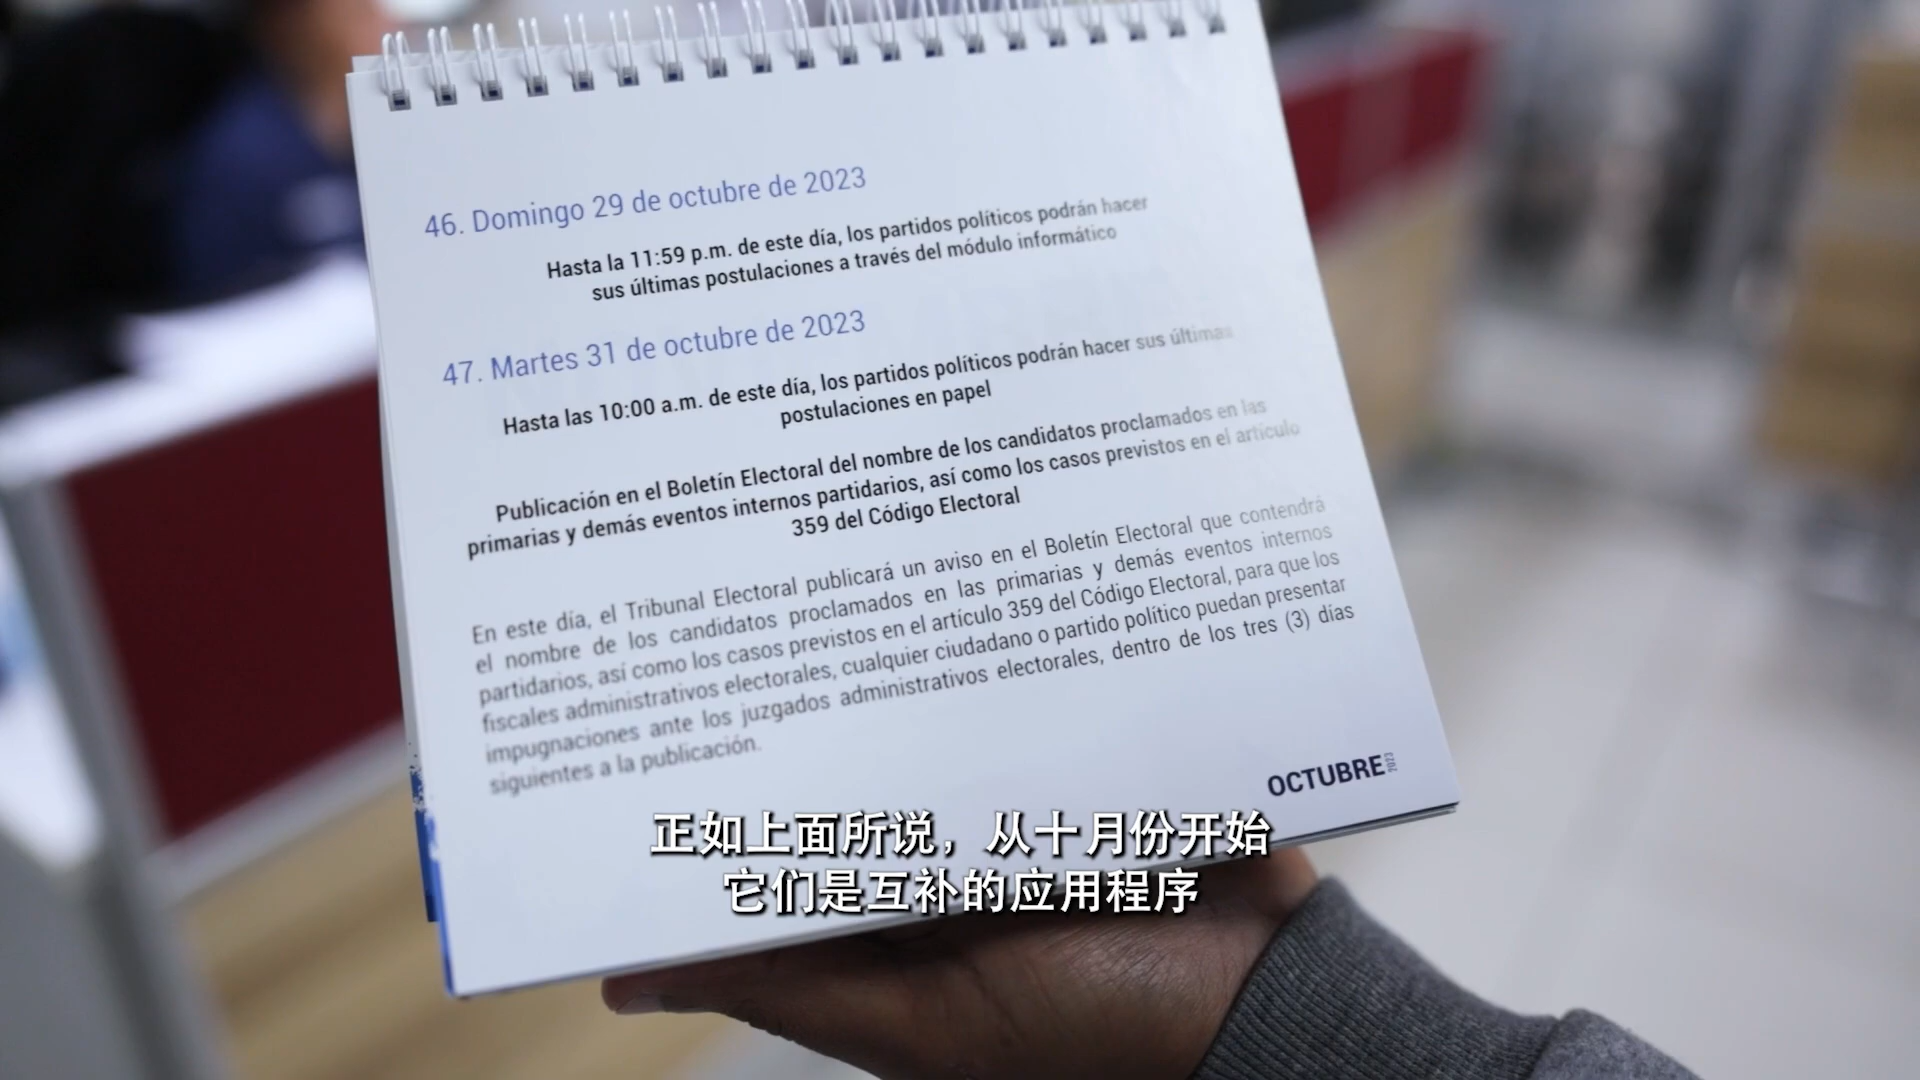 46. Domingo 29 de octubre de 2023
Hasta la 11:59 p.m. de este día, los partidos políticos podrán hacer
sus últimas postulaciones a través del módulo informático
47. Martes 31 de octubre de 2023
Hasta las 10:00 a.m. de este día, los partidos políticos podrán hacer sus últimas
postulaciones en papel
Publicación en el Boletín Electoral del nombre de los candidatos proclamados en las
primarias y demás eventos internos partidarios, así como los casos previstos en el artículo
359 del Código Electoral
En este día, el Tribunal Electoral publicará un aviso en el Boletín Electoral que contendrá
el nombre de los candidatos proclamados en las primarias y demás eventos internos
partidarios, así como los casos previstos en el artículo 359 del Código Electoral, para que los
fiscales administrativos electorales, cualquier ciudadano o partido político puedan presentar
impugnaciones ante los juzgados administrativos electorales, dentro de los tres (3) días
siguientes a la publicación.
OCTUBRE 2023
正如上面所说，从十月份开始
它们是互补的应用程序